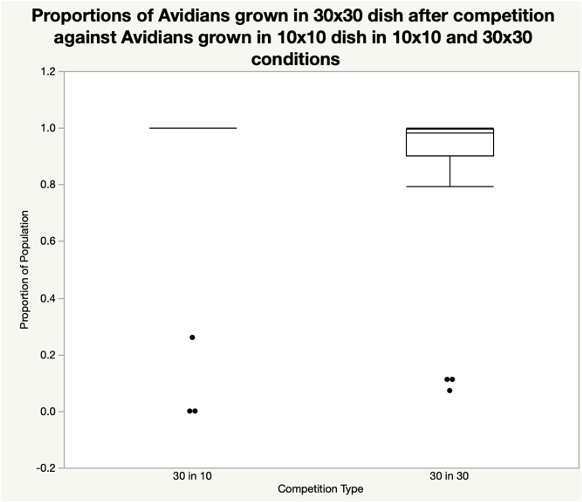 Proportions of Avidians grown in 30x30 dish after competition
against Avidians grown in 10x10 dish in 10x10 and 30x30
conditions
1.2
1.0
0.8
0.6
0.4
0.2
0.0
-0.2
Proportion of Population
30 in 10
30 in 30
Competition Type